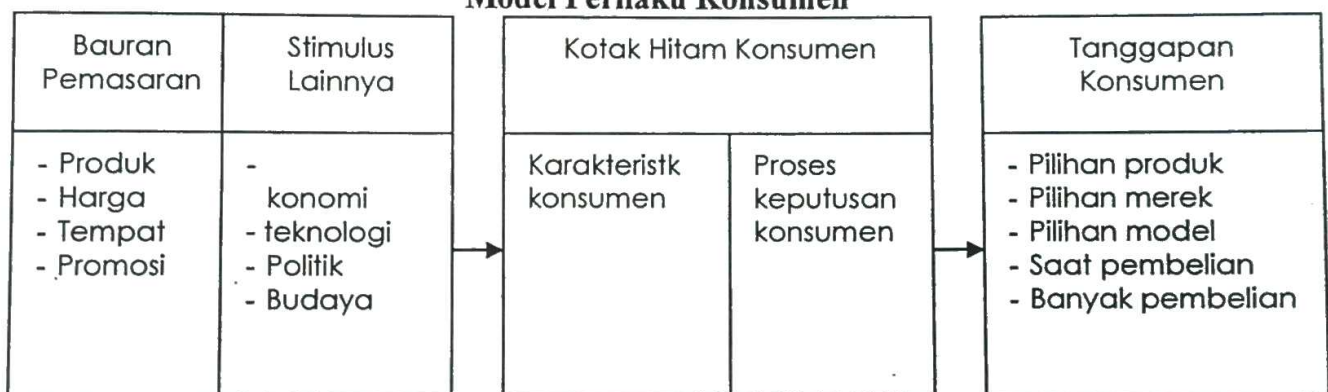 Model Perilaku Konsumen
Bauran
Pemasaran
Stimulus
Lainnya
Kotak Hitam Konsumen
Tanggapan
Konsumen
- Produk
- Harga
- Tempat
- Promosi
-
konomi
- teknologi
- Politik
- Budaya
Karakteristk
konsumen
Proses
keputusan
konsumen
- Pilihan produk
- Pilihan merek
- Pilihan model
- Saat pembelian
- Banyak pembelian